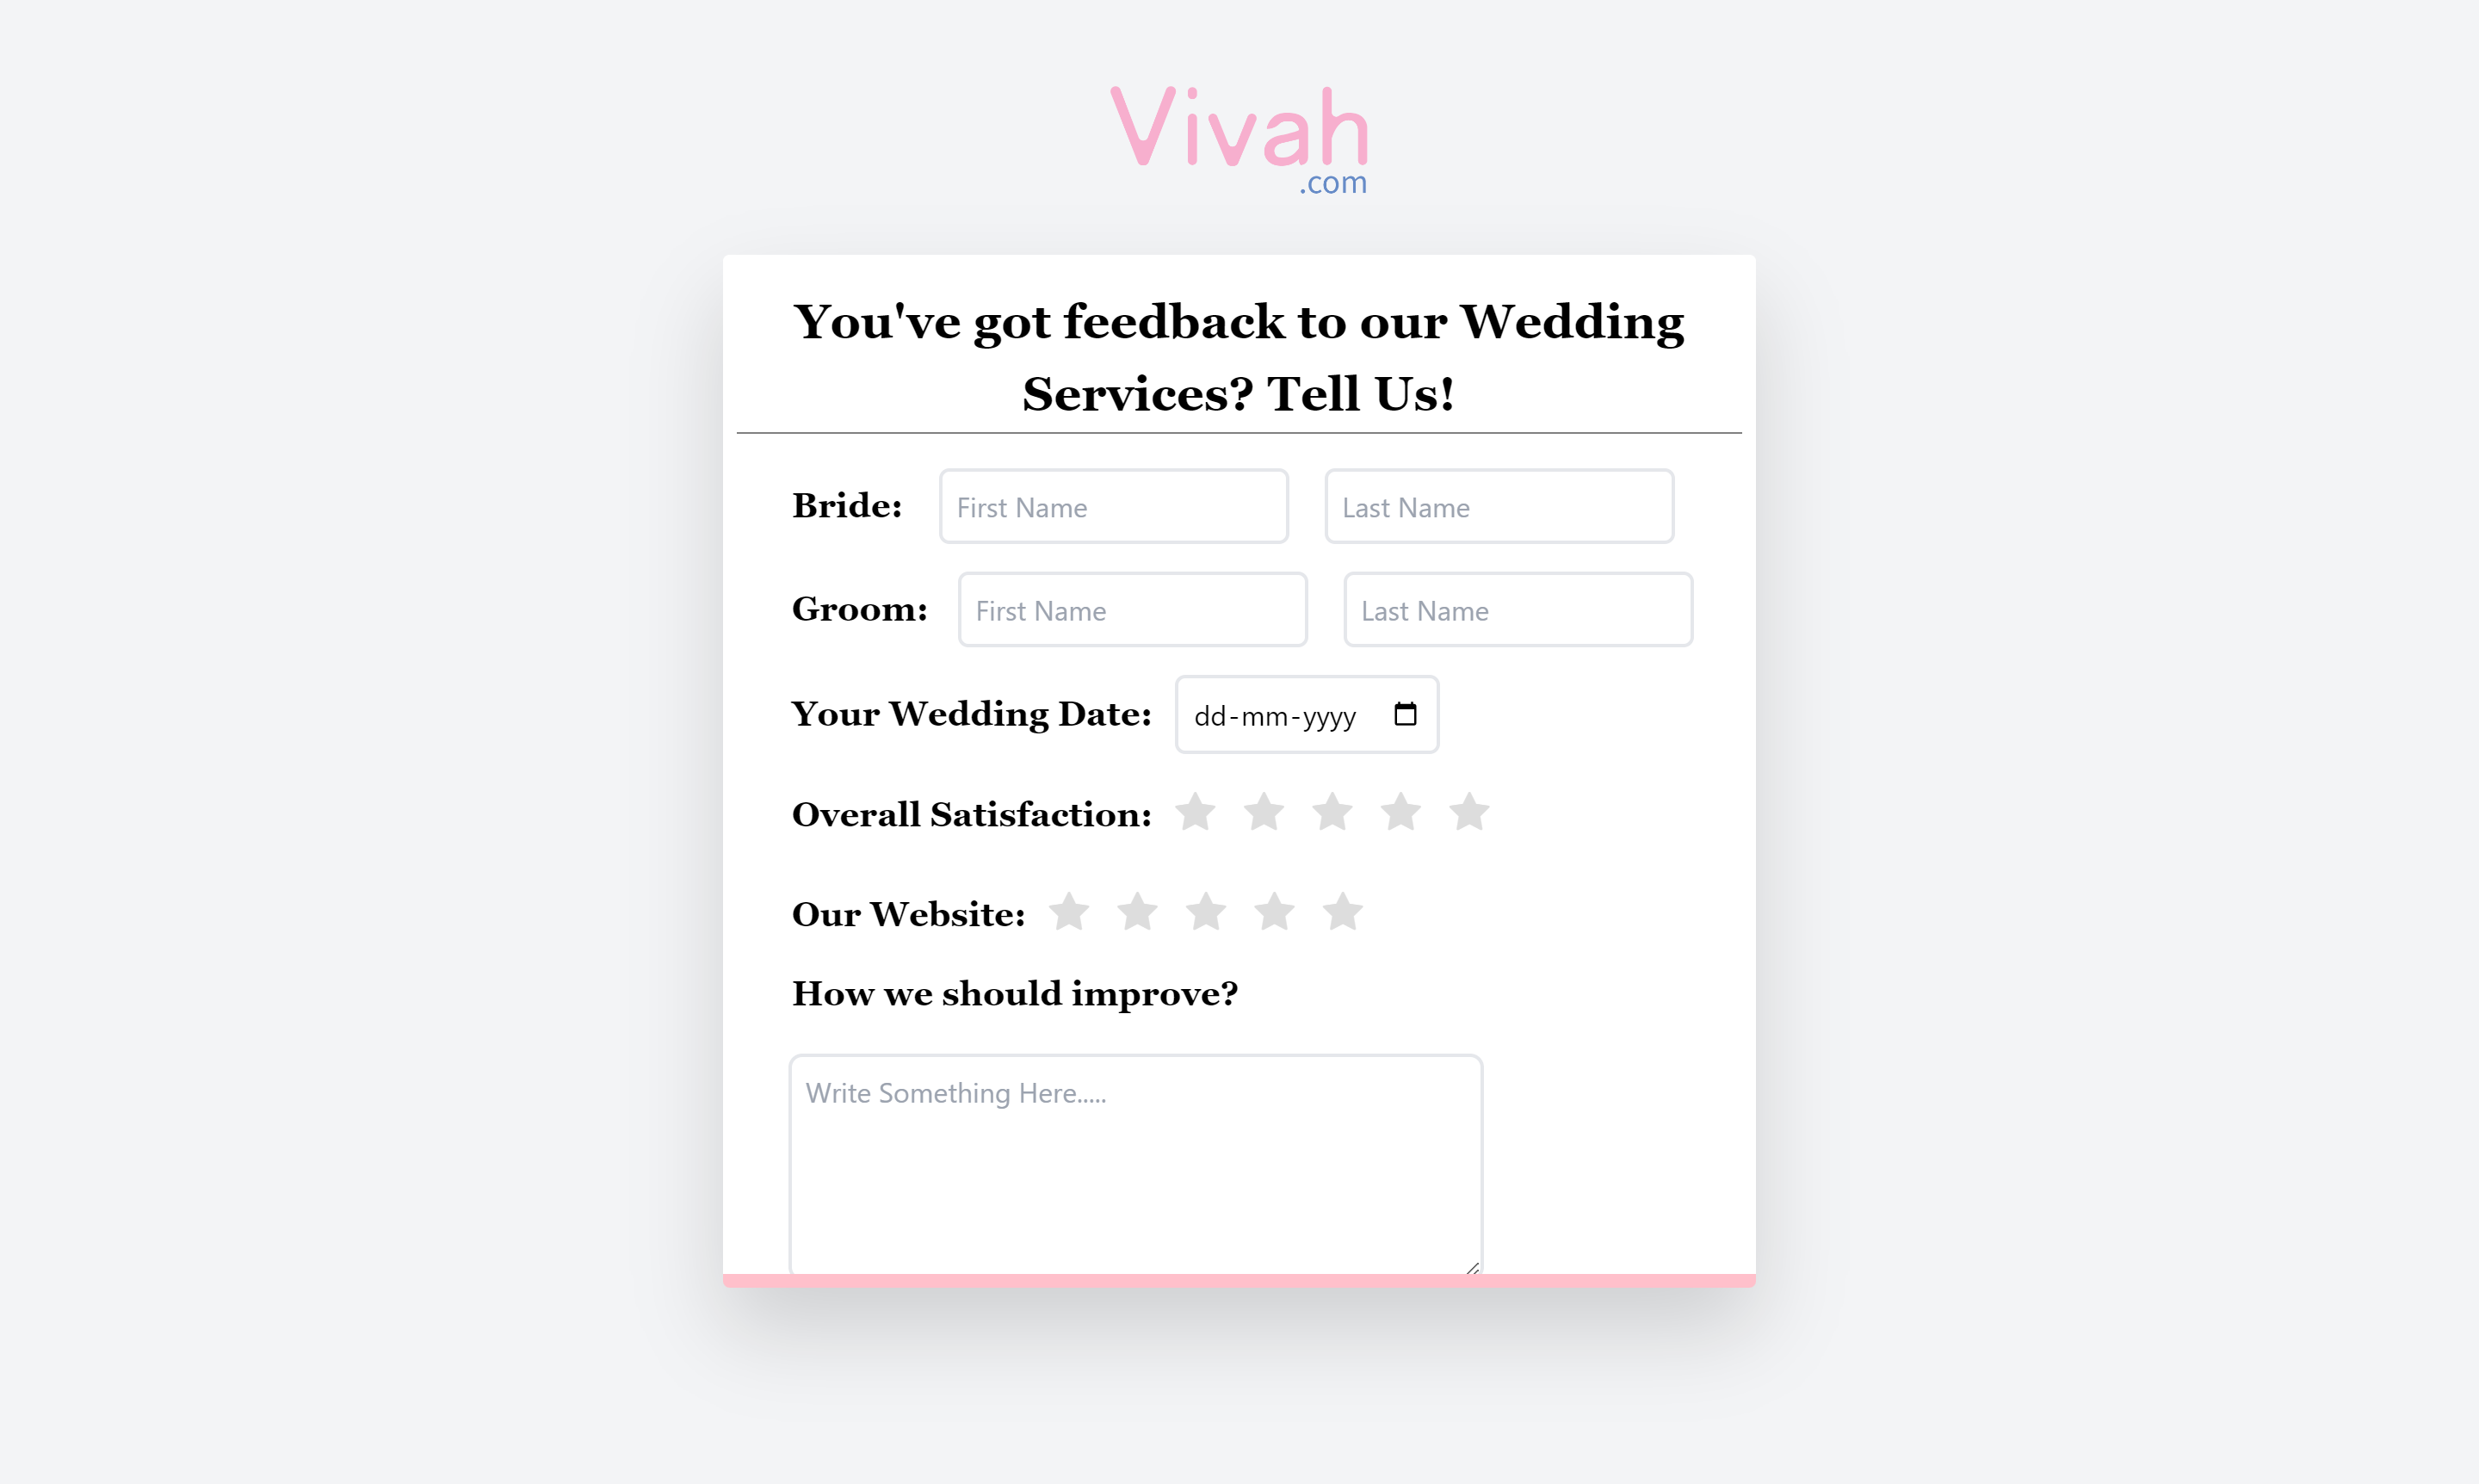 Vivah
.com
You've got feedback to our Wedding
Services? Tell Us!
Bride: First Name Last Name
Groom: First Name Last Name
Your Wedding Date: dd-mm-yyyy
Overall Satisfaction:
Our Website:
How we should improve?
Write Something Here.....